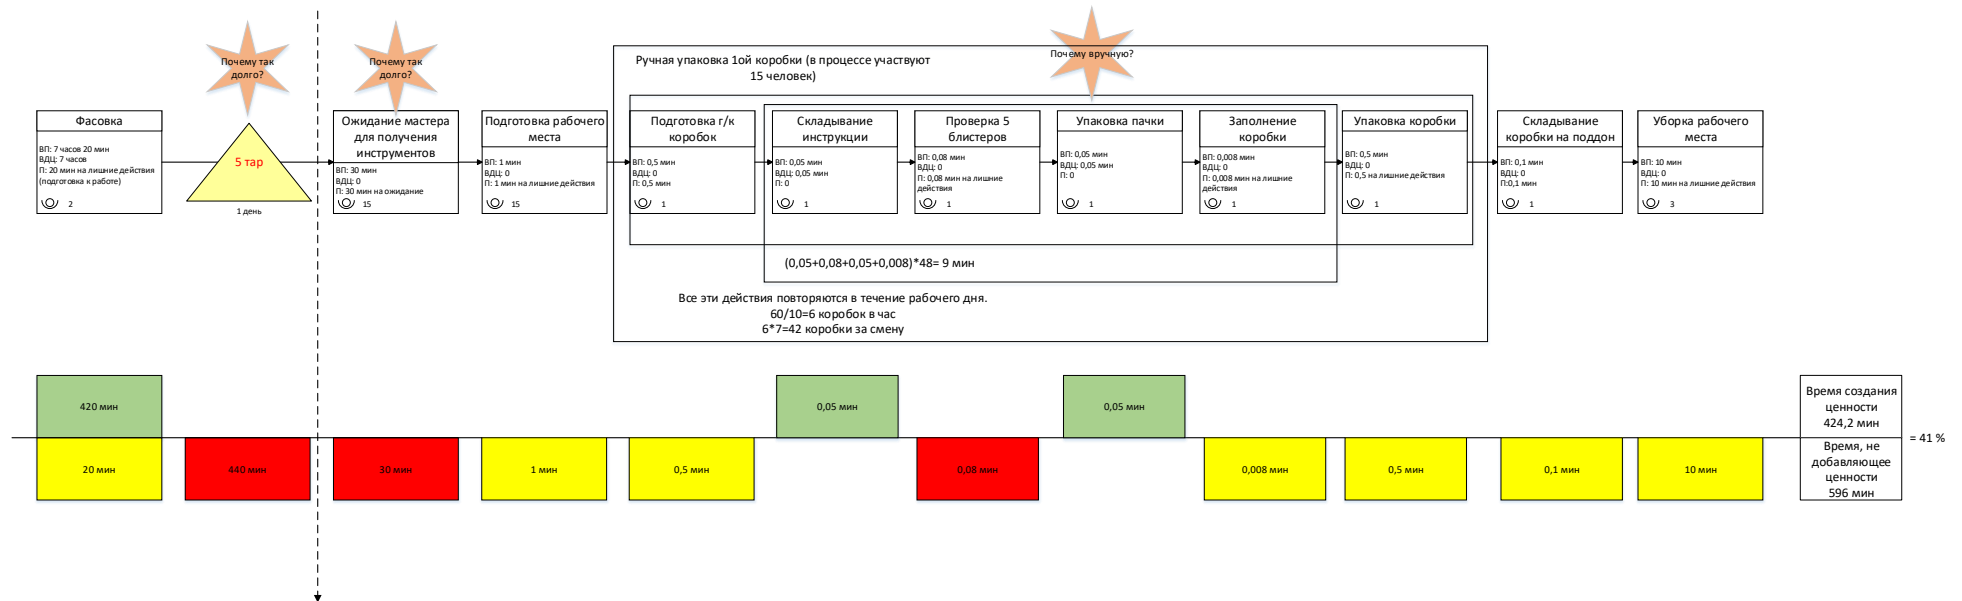 Почему так
долго?
Почему так
долго?
Почему вручную?
Ручная упаковка 1ой коробки (в процессе участвуют
15 человек)
Фасовка
ВП: 7 часов 20 мин
ВДЦ: 7 часов
П: 20 мин на лишние действия
(подготовка к работе)
2
5 тар
1 день
Ожидание мастера
для получения
инструментов
ВП: 30 мин
ВДЦ: 0
П: 30 мин на ожидание
15
Подготовка рабочего
места
ВП: 1 мин
ВДЦ: 0
П: 1 мин на лишние действия
15
Подготовка г/к
коробок
ВП: 0,5 мин
ВДЦ: 0
П: 0,5 мин
1
Складывание
инструкции
ВП: 0,05 мин
ВДЦ: 0,05 мин
П: 0
1
Проверка 5
блистеров
ВП: 0,08 мин
ВДЦ: 0
П: 0,08 мин на лишние
действия
1
Упаковка пачки
ВП: 0,05 мин
ВДЦ: 0,05 мин
П: 0
1
Заполнение
коробки
ВП: 0,008 мин
ВДЦ: 0
П: 0,008 мин на лишние
действия
1
Упаковка коробки
ВП: 0,5 мин
ВДЦ: 0
П: 0,5 на лишние действия
1
Складывание
коробки на поддон
ВП: 0,1 мин
ВДЦ: 0
П:0,1 мин
1
Уборка рабочего
места
ВП: 10 мин
ВДЦ: 0
П: 10 мин на лишние действия
3
(0,05+0,08+0,05+0,008)*48= 9 мин
Все эти действия повторяются в течение рабочего дня.
60/10=6 коробок в час
6*7=42 коробки за смену
420 мин
0,05 мин
0,05 мин
Время создания
ценности
424,2 мин
= 41 %
20 мин
440 мин
30 мин
1 мин
0,5 мин
0,08 мин
0,008 мин
0,5 мин
0,1 мин
10 мин
Время, не
добавляющее
ценности
596 мин